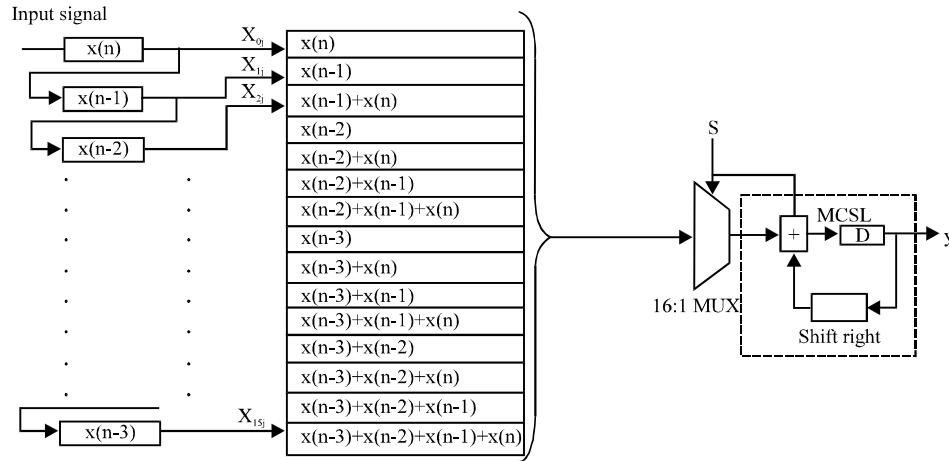 Input signal
x(n)
x(n-1)
x(n-2)
x(n-3)
X0j
X1j
X2j
X15j
x(n)
x(n-1)
x(n-1)+x(n)
x(n-2)
x(n-2)+x(n)
x(n-2)+x(n-1)
x(n-2)+x(n-1)+x(n)
x(n-3)
x(n-3)+x(n)
x(n-3)+x(n-1)
x(n-3)+x(n-1)+x(n)
x(n-3)+x(n-2)
x(n-3)+x(n-2)+x(n)
x(n-3)+x(n-2)+x(n-1)
x(n-3)+x(n-2)+x(n-1)+x(n)
S
16:1 MUX
+
MCSL
D
Shift right
y